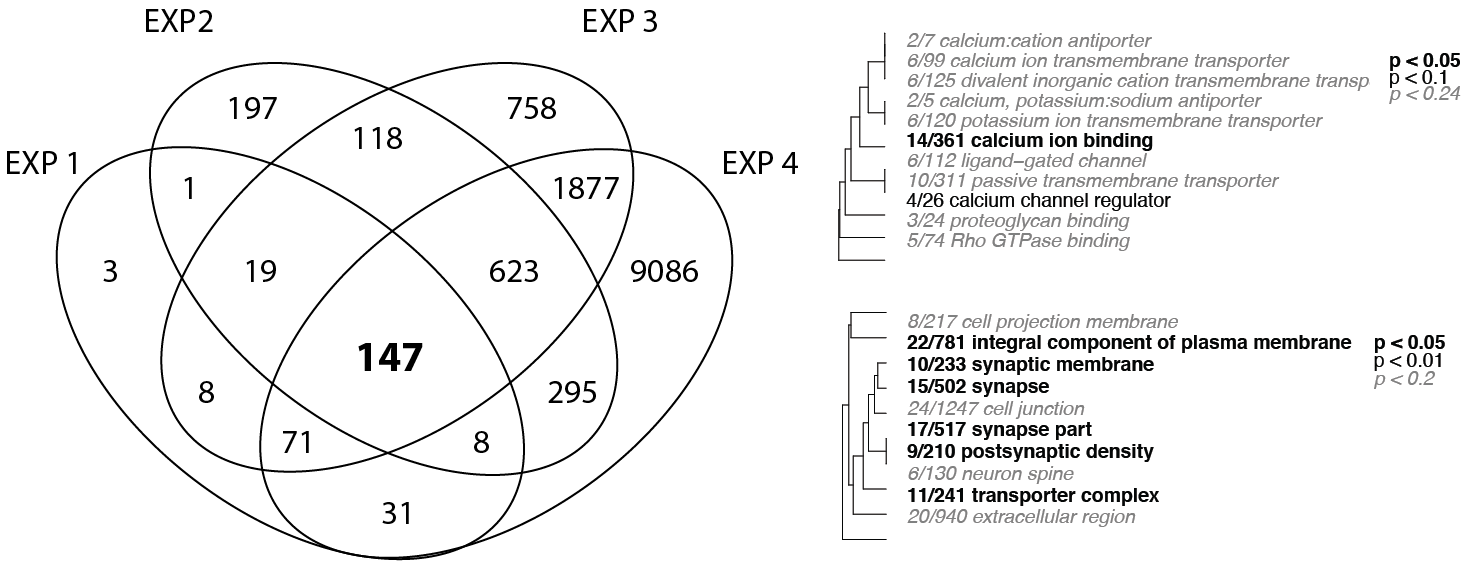 EXP2
EXP 3
EXP 1
EXP 4
197
758
118
1
1877
3
19
623
9086
147
8
295
71
8
31
2/7 calcium:cation antiporter
6/99 calcium ion transmembrane transporter
6/125 divalent inorganic cation transmembrane transp
2/5 calcium, potassium:sodium antiporter
6/120 potassium ion transmembrane transporter
14/361 calcium ion binding
6/112 ligand−gated channel
10/311 passive transmembrane transporter
4/26 calcium channel regulator
3/24 proteoglycan binding
5/74 Rho GTPase binding
p < 0.05
p < 0.1
p < 0.24
8/217 cell projection membrane
22/781 integral component of plasma membrane
10/233 synaptic membrane
15/502 synapse
24/1247 cell junction
17/517 synapse part
9/210 postsynaptic density
6/130 neuron spine
11/241 transporter complex
20/940 extracellular region
p < 0.05
p < 0.01
p < 0.2